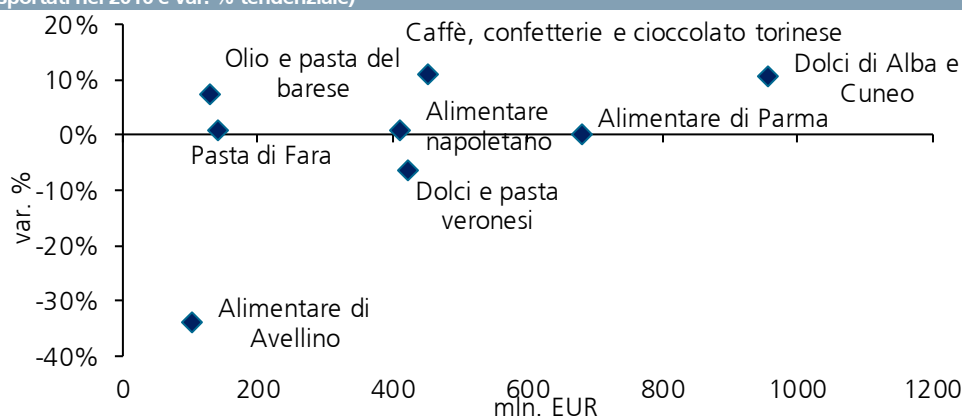 esportati nel 2016 e var. % tendenziale)
20%
Caffè, confetterie e cioccolato torinese
Olio e pasta del
barese
Dolci di Alba e
Cuneo
10%
Alimentare
napoletano
Alimentare di Parma
0%
Pasta di Fara
var. %
-10%
Dolci e pasta
veronesi
-20%
-30%
Alimentare di
Avellino
-40%
0 200 400 600 800 1000 1200
mln. EUR